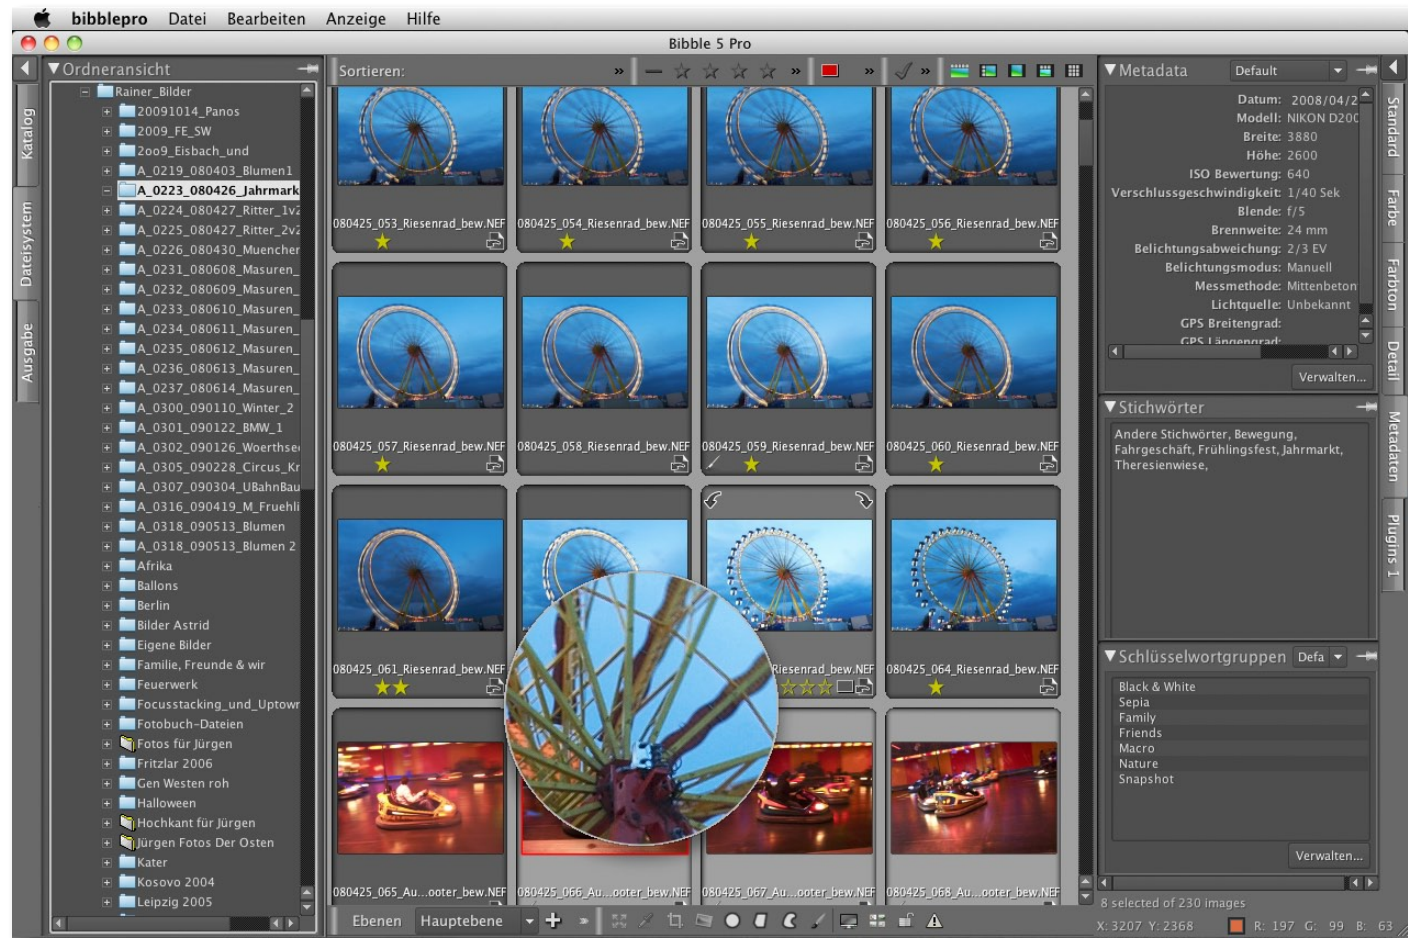 bibblepro Datei Bearbeiten Anzeige Hilfe
Bibble 5 Pro
Katalog
Dateisystem
Ausgabe
Ordneransicht
Rainer_Bilder
20091014_Panos
2009_FE_SW
2oo9_Eisbach_und
A_0219_080403_Blumen1
A_0223_080426_Jahrmark
A_0224_080427_Ritter_1v2
A_0225_080427_Ritter_2v2
A_0226_080430_Muenchen
A_0231_080608_Masuren_
A_0232_080609_Masuren_
A_0233_080610_Masuren_
A_0234_080611_Masuren_
A_0235_080612_Masuren_
A_0236_080613_Masuren_
A_0237_080614_Masuren_
A_0300_090110_Winter_2
A_0301_090122_BMW_1
A_0302_090126_Woerthsee
A_0305_090228_Circus_Kr
A_0307_090304_UBahnBau
A_0316_090419_M_Fruehli
A_0318_090513_Blumen
A_0318_090513_Blumen 2
Afrika
Ballons
Berlin
Bilder Astrid
Eigene Bilder
Familie, Freunde & wir
Feuerwerk
Focusstacking_und_Uptown
Fotobuch-Dateien
Fotos für Jürgen
Fritzlar 2006
Gen Westen roh
Halloween
Hochkant für Jürgen
Jürgen Fotos Der Osten
Kater
Kosovo 2004
Leipzig 2005
Sortieren:
080425_053_Riesenrad_bew.NEF
080425_054_Riesenrad_bew.NEF
080425_055_Riesenrad_bew.NEF
080425_056_Riesenrad_bew.NEF
080425_057_Riesenrad_bew.NEF
080425_058_Riesenrad_bew.NEF
080425_059_Riesenrad_bew.NEF
080425_060_Riesenrad_bew.NEF
080425_061_Riesenrad_bew.NEF
Riesenrad_bew.NEF
080425_064_Riesenrad_bew.NEF
080425_065_Au...ooter_bew.NEF
080425_066_Au...ooter_bew.NEF
080425_067_Au...ooter_bew.NEF
080425_068_Au...ooter_bew.NEF
Ebenen Hauptebene
Metadata Default
Datum: 2008/04/2
Modell: NIKON D200
Breite: 3880
Höhe: 2600
ISO Bewertung: 640
Verschlussgeschwindigkeit: 1/40 Sek
Blende: f/5
Brennweite: 24 mm
Belichtungsabweichung: 2/3 EV
Belichtungsmodus: Manuell
Messmethode: Mittenbeton
Lichtquelle: Unbekannt
GPS Breitengrad:
GPS Längengrad:
Verwalten...
Stichwörter
Andere Stichwörter, Bewegung,
Fahrgeschäft, Frühlingsfest, Jahrmarkt,
Theresienwiese,
Schlüsselwortgruppen Defa
Black & White
Sepia
Family
Friends
Macro
Nature
Snapshot
Verwalten...
8 selected of 230 images
X: 3207 Y: 2368 R: 197 G: 99 B: 63
Standard
Farbe
Farbton
Detail
Metadaten
Plugins 1